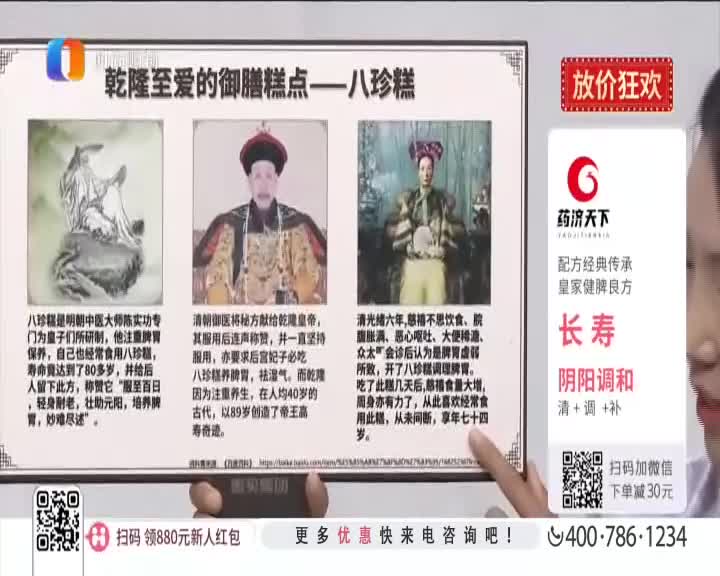 乾隆至爱的御膳糕点——八珍糕
八珍糕是明朝中医大师陈实功专
门为皇子们所研制，他注重脾胃
保养，自己也经常食用八珍糕，
寿命竟达到了80多岁，并给后
人留下此方，称赞它“服至百日
，轻身耐老，壮助元阳，培养脾
胃，妙难尽述”。
清朝御医将秘方献给乾隆皇帝，
其服用后连声称赞，并一直坚持
服用，亦要求后宫妃子必吃
八珍糕养脾胃，祛湿气。而乾隆
因为注重养生，在人均40岁的
古代，以89岁创造了帝王高
寿奇迹。
清光绪六年,慈禧不思饮食、脘
腹胀满、恶心呕吐、大便稀溏、
众太 会诊后认为是脾胃虚弱
所致，开了八珍糕调理脾胃。
吃了此糕几天后,慈禧食量大增,
周身亦有力了，从此喜欢经常食
用此糕，从未间断，享年七十四
岁。
放价狂欢
药济天下
YAOJITIANXIA
配方经典传承
皇家健脾良方
长寿
阴阳调和
清+调+补
扫码加微信
下单减30元
扫码 领880元新人红包
更多优惠快来电咨询吧！
400-786-1234